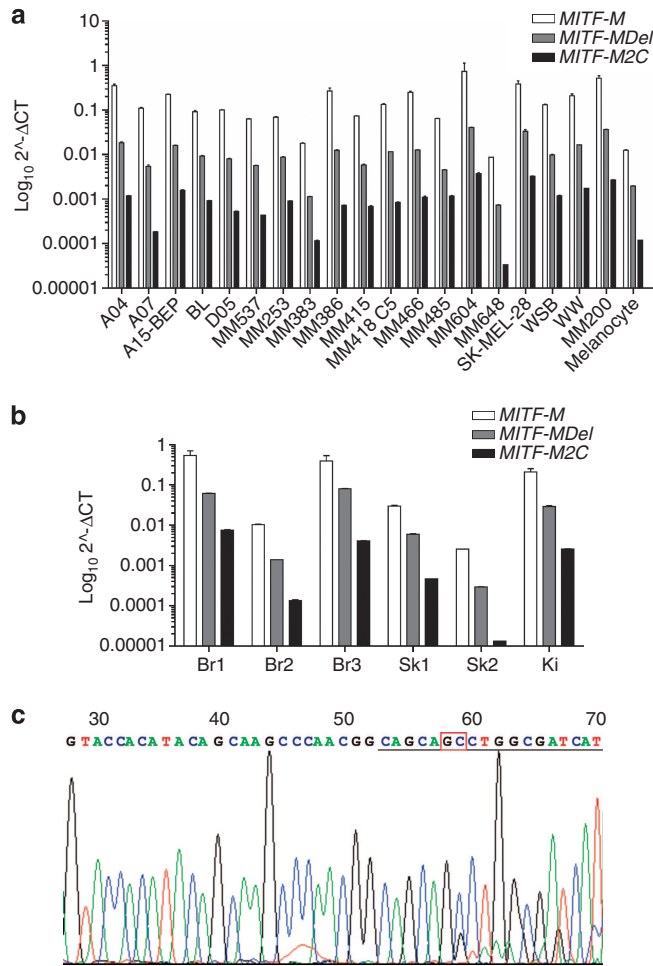 a
MITF-M
MITF-MDel
MITF-M2C
Log10 2^-ΔCT
10
1
0.1
0.01
0.001
0.0001
0.00001
A04
A07
A15-BEP
BL
D05
MM537
MM253
MM383
MM386
MM415
MM418 C5
MM466
MM485
MM604
MM648
SK-MEL-28
WSB
WW
MM200
Melanocyte
b
MITF-M
MITF-MDel
MITF-M2C
Log10 2^-ΔCT
1
0.1
0.01
0.001
0.0001
0.00001
Br1 Br2 Br3 Sk1 Sk2 Ki
c
30 40 50 60 70
GTACCACATACAGCAAGCCCAACGGCAGCAGCCTGGCGATCAT